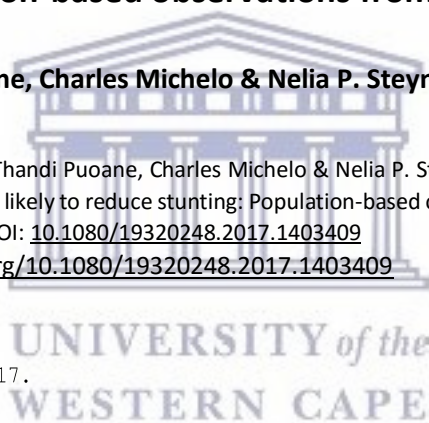 on-based observations from
ne, Charles Michelo & Nelia P. Steyn
Thandi Puoane, Charles Michelo & Nelia P. St
likely to reduce stunting: Population-based o
OI: 10.1080/19320248.2017.1403409
rg/10.1080/19320248.2017.1403409
UNIVERSITY of the
17.
WESTERN CAPE